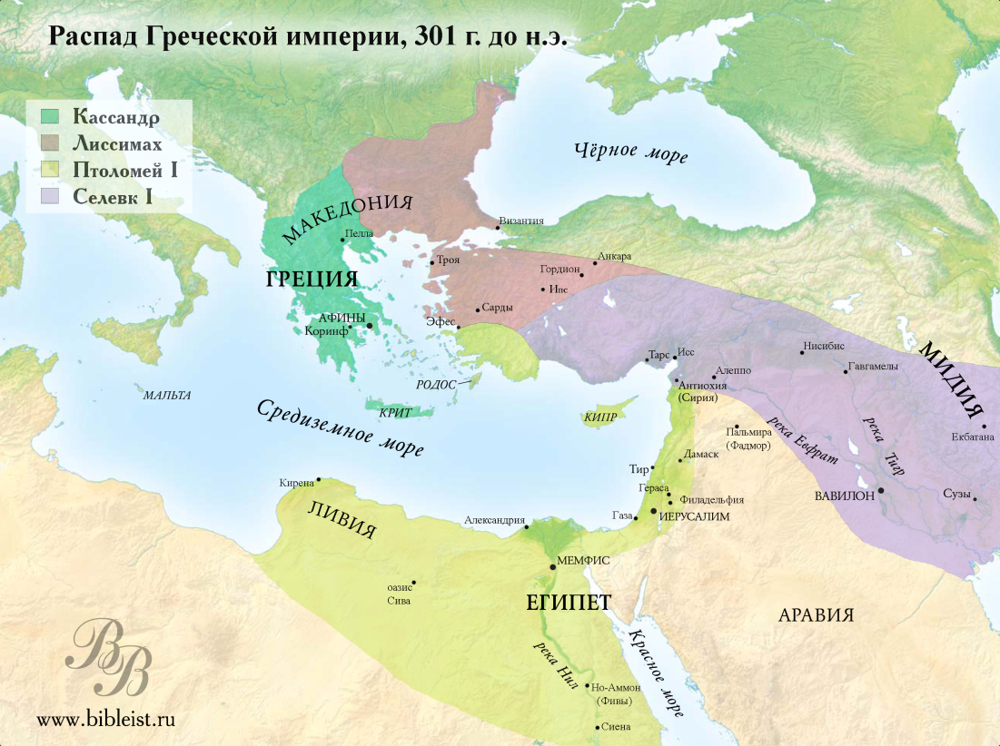 Распад Греческой империи, 301 г. до н.э.
Кассандр
Лиссимах
Птоломей I
Селевк I
Чёрное море
МАКЕДОНИЯ
Византия
Пелла
Анкара
Троя
Гордион
ГРЕЦИЯ
Ипс
Сарды
АФИНЫ
Эфес
Коринф
Нисибис
Тарс
Исс
МИДИЯ
Гавгамелы
Алеппо
РОДОС
Антиохия
(Сирия)
МАЛЬТА
КРИТ
КИПР
Средиземное море
река Евфрат
река Тигр
Пальмира
(Фадмор)
Екбатана
Дамаск
Тир
Кирена
Гераса
Филадельфия
ВАВИЛОН
Сузы
ЛИВИЯ
Александрия
Газа
ИЕРУСАЛИМ
МЕМФИС
оазис
Сива
ЕГИПЕТ
АРАВИЯ
Красное море
река Нил
Но-Аммон
(Фивы)
Сиена
BB
www.bibleist.ru